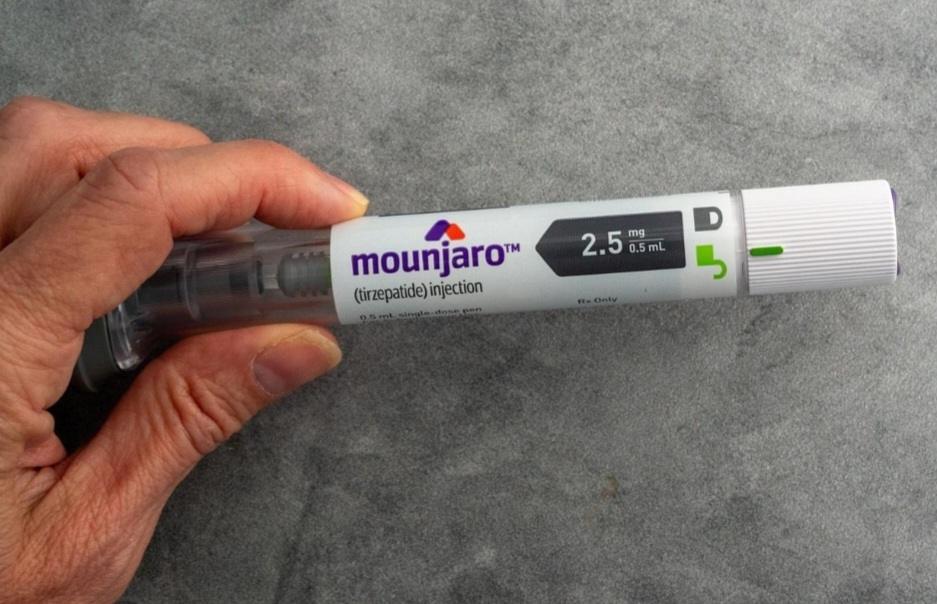 mounjaro™
(tirzepatide) injection
0.5 mL single-dose pen
2.5 mg
0.5 mL
Rx Only